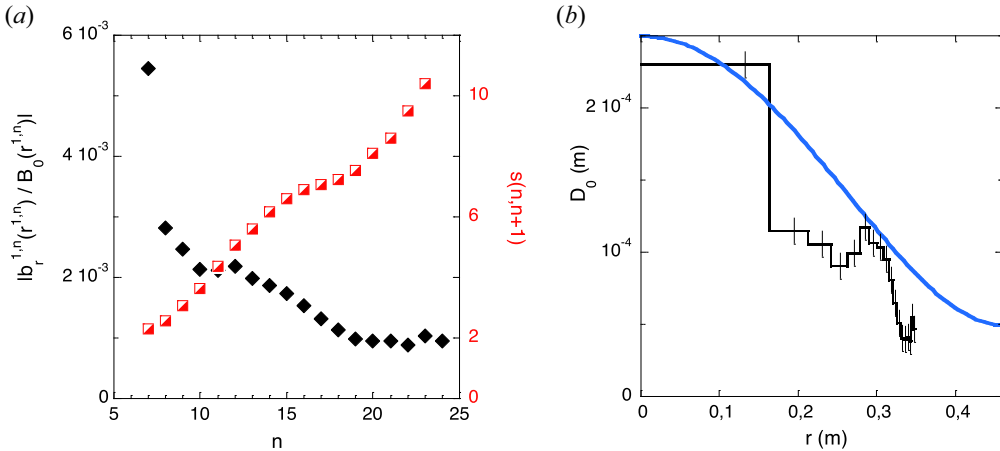 (a)
(b)
6 10⁻³
4 10⁻³
2 10⁻³
0
|b_r^{1,n}(r^{1,n}) / B_0(r^{1,n})|
10
6
2
0
s(n,n+1)
5 10 15 20 25
n
2 10⁻⁴
10⁻⁴
0
D_0 (m)
0 0,1 0,2 0,3 0,4
r (m)